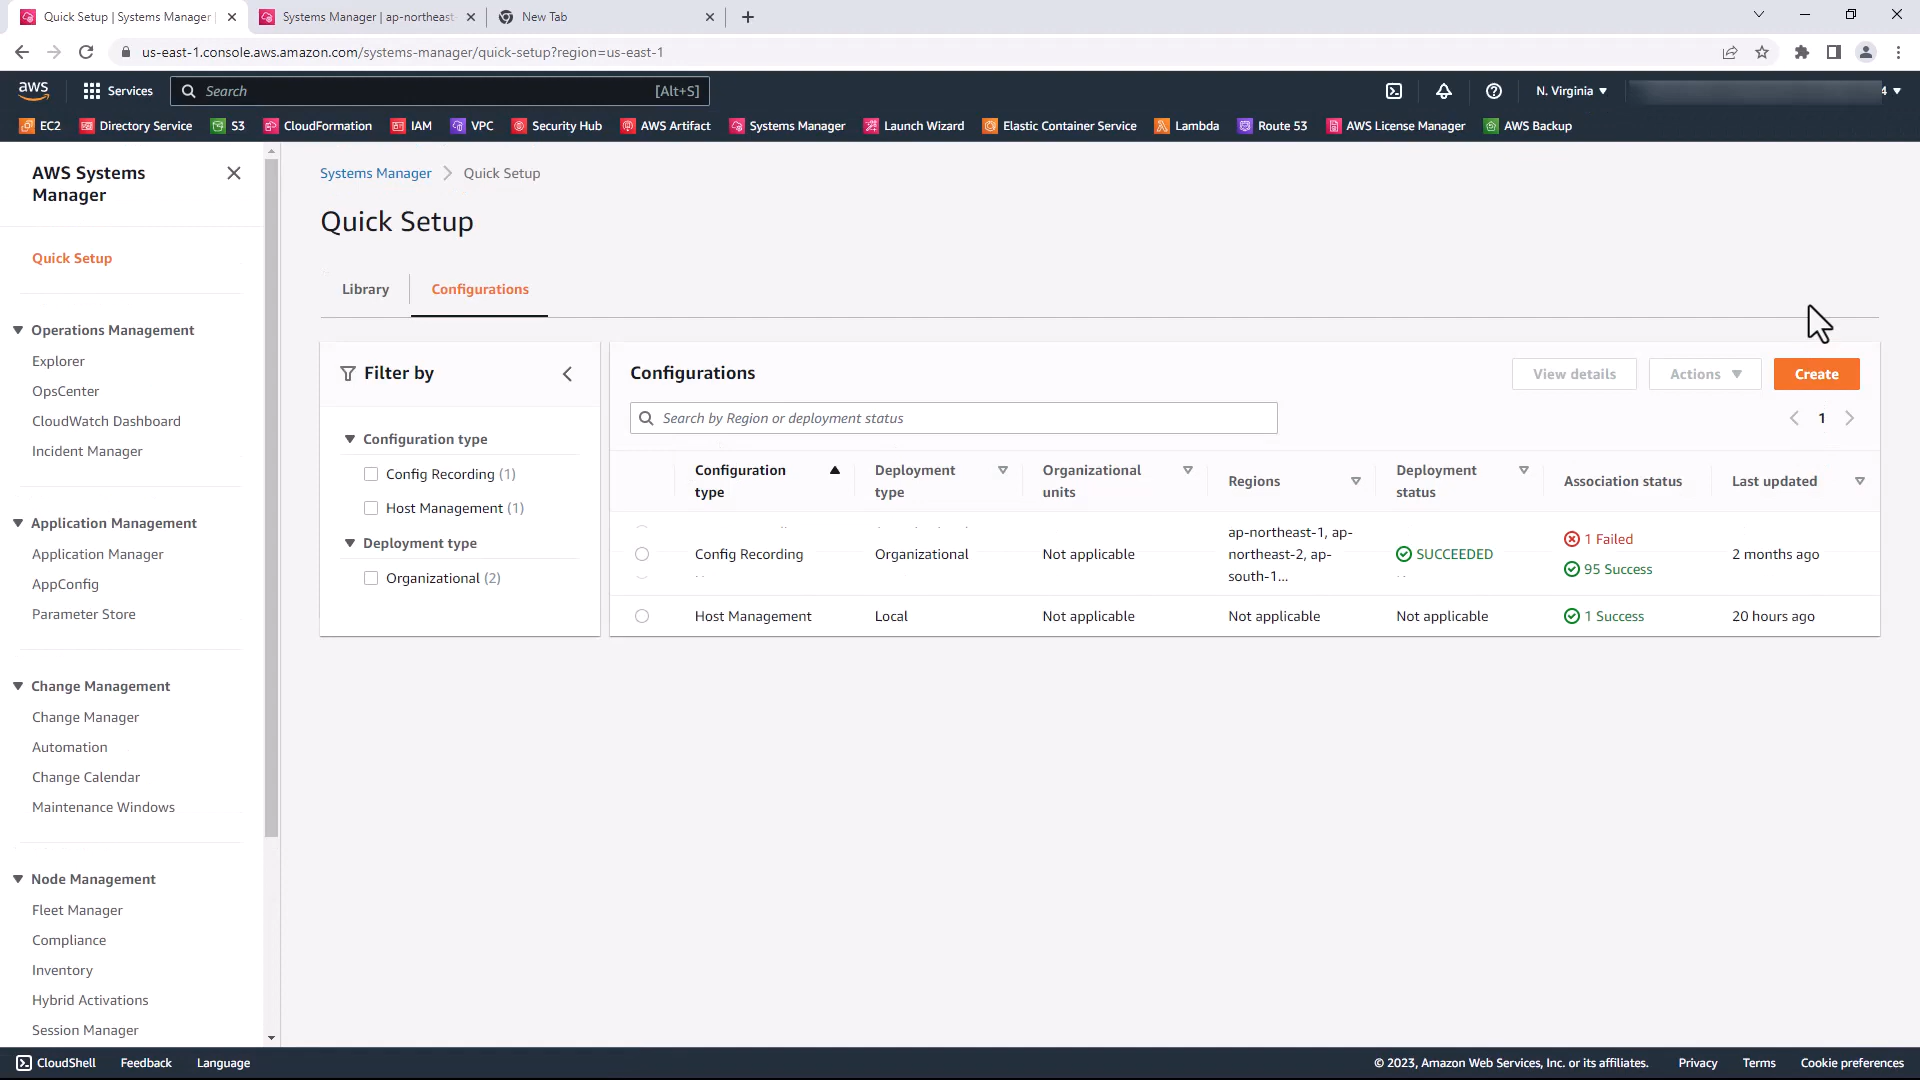 Quick Setup | Systems Manager |
Systems Manager | ap-northeast-
New Tab
us-east-1.console.aws.amazon.com/systems-manager/quick-setup?region=us-east-1
aws
Services
Search
[Alt+S]
N. Virginia
4
EC2
Directory Service
S3
CloudFormation
IAM
VPC
Security Hub
AWS Artifact
Systems Manager
Launch Wizard
Elastic Container Service
Lambda
Route 53
AWS License Manager
AWS Backup
AWS Systems
Manager
Quick Setup
Operations Management
Explorer
OpsCenter
CloudWatch Dashboard
Incident Manager
Application Management
Application Manager
AppConfig
Parameter Store
Change Management
Change Manager
Automation
Change Calendar
Maintenance Windows
Node Management
Fleet Manager
Compliance
Inventory
Hybrid Activations
Session Manager
Systems Manager
Quick Setup
Quick Setup
Library
Configurations
Filter by
Configuration type
Config Recording (1)
Host Management (1)
Deployment type
Organizational (2)
Configurations
View details
Actions
Create
Search by Region or deployment status
1
Configuration
type
Deployment
type
Organizational
units
Regions
Deployment
status
Association status
Last updated
Config Recording
Organizational
Not applicable
ap-northeast-1, ap-
northeast-2, ap-
south-1...
SUCCEEDED
1 Failed
95 Success
2 months ago
Host Management
Local
Not applicable
Not applicable
Not applicable
1 Success
20 hours ago
CloudShell
Feedback
Language
© 2023, Amazon Web Services, Inc. or its affiliates.
Privacy
Terms
Cookie preferences